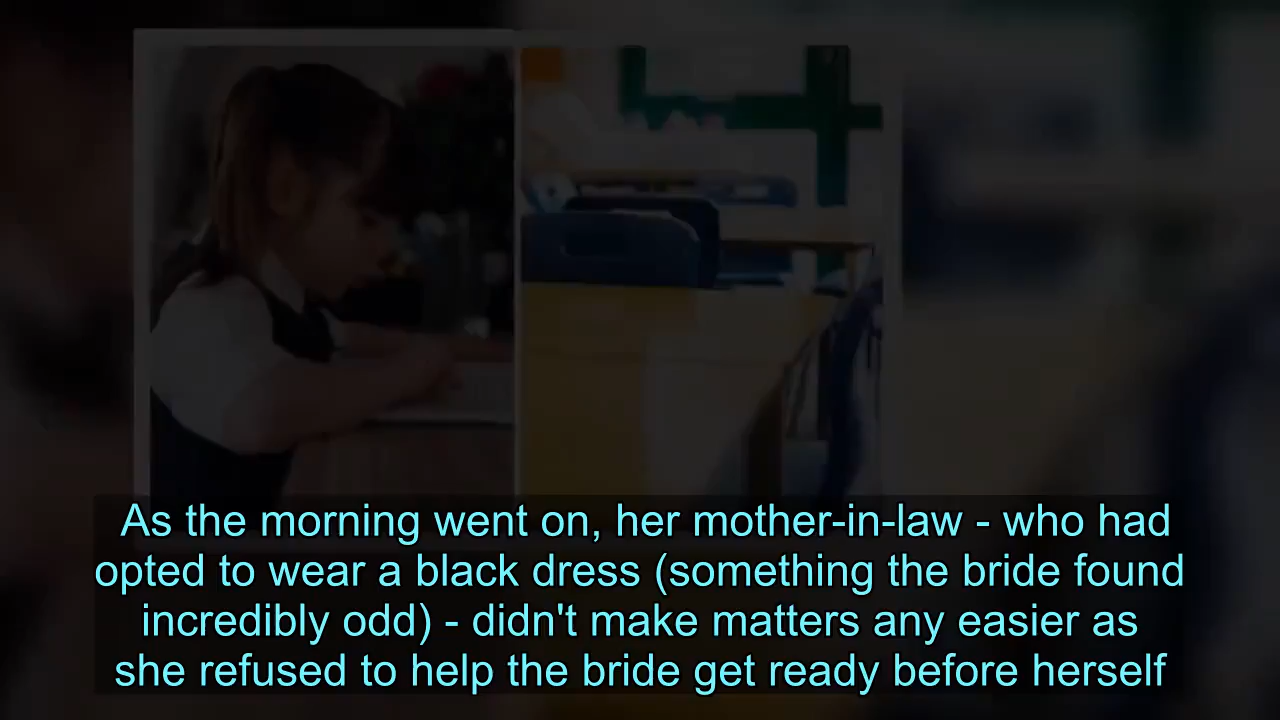 As the morning went on, her mother-in-law - who had
opted to wear a black dress (something the bride found
incredibly odd) - didn't make matters any easier as
she refused to help the bride get ready before herself